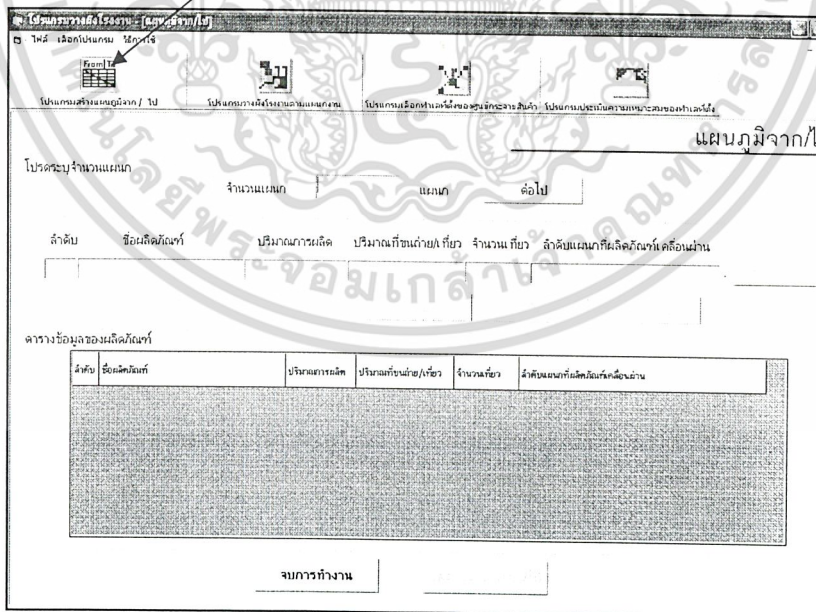 โปรแกรมวางผังโรงงาน - [แผนภูมิจาก/ไป]
ไฟล์ เลือกโปรแกรม วิธีการใช้
From To
โปรแกรมสร้างแผนภูมิจาก / ไป โปรแกรมวางผังโรงงานตามแผนกงาน โปรแกรมเลือกทำเลที่ตั้งของศูนย์กระจายสินค้า โปรแกรมประเมินความเหมาะสมของทำเลที่ตั้ง
แผนภูมิจาก/ไ
โปรดระบุจำนวนแผนก
จำนวนแผนก แผนก ต่อไป
ลำดับ ชื่อผลิตภัณฑ์ ปริมาณการผลิต ปริมาณที่ขนถ่าย/เที่ยว จำนวนเที่ยว ลำดับแผนกที่ผลิตภัณฑ์เคลื่อนผ่าน
ตารางข้อมูลของผลิตภัณฑ์
ลำดับ ชื่อผลิตภัณฑ์ ปริมาณการผลิต ปริมาณที่ขนถ่าย/เที่ยว จำนวนเที่ยว ลำดับแผนกที่ผลิตภัณฑ์เคลื่อนผ่าน
จบการทำงาน